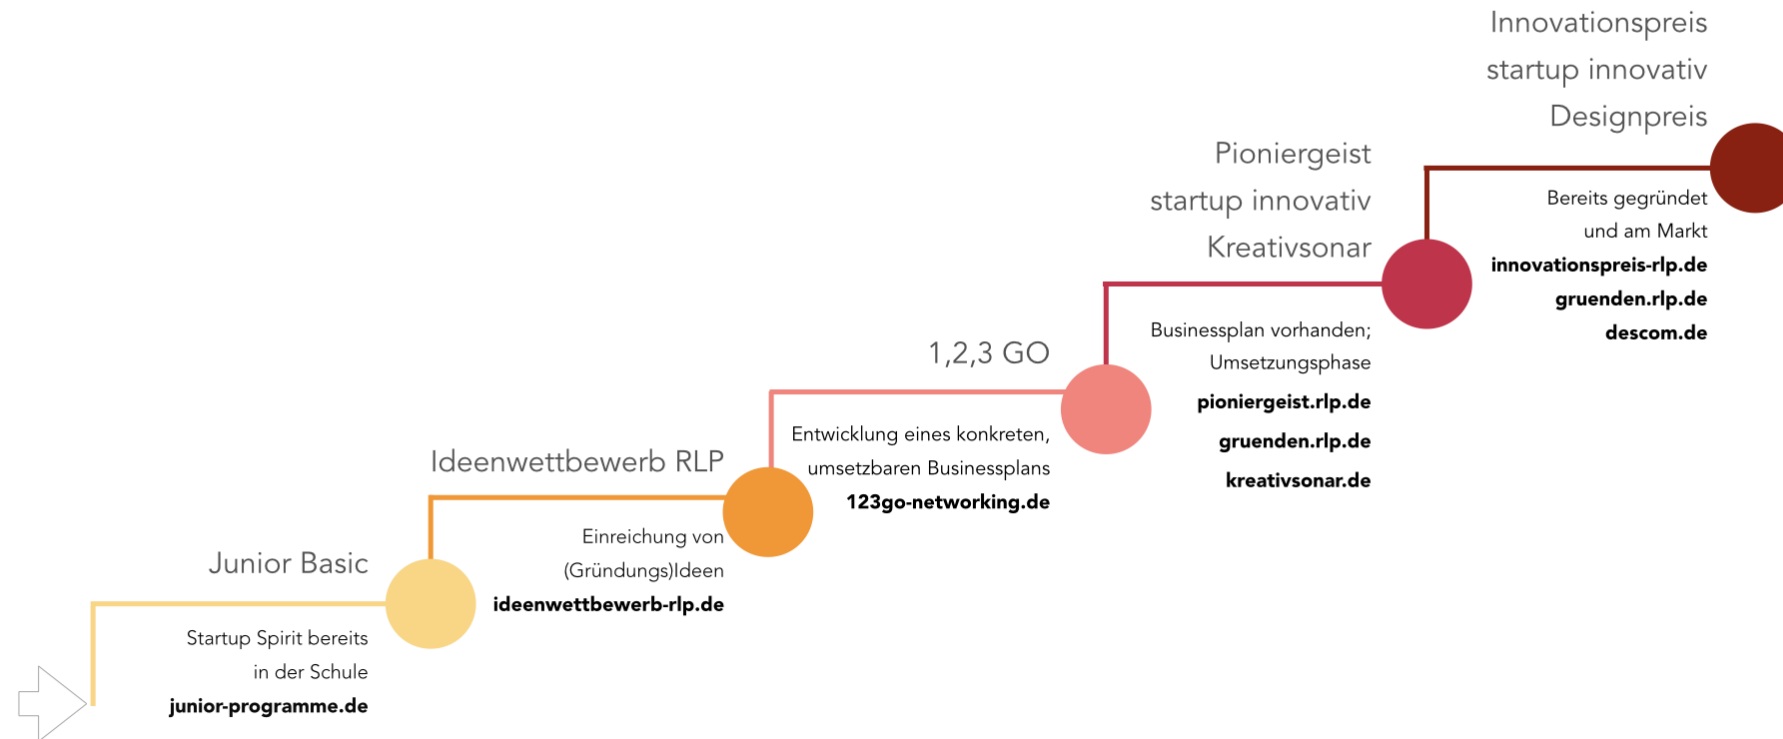 Junior Basic
Startup Spirit bereits
in der Schule
junior-programme.de
Ideenwettbewerb RLP
Einreichung von
(Gründungs)Ideen
ideenwettbewerb-rlp.de
1,2,3 GO
Entwicklung eines konkreten,
umsetzbaren Businessplans
123go-networking.de
Pioniergeist
startup innovativ
Kreativsonar
Businessplan vorhanden;
Umsetzungsphase
pioniergeist.rlp.de
gruenden.rlp.de
kreativsonar.de
Innovationspreis
startup innovativ
Designpreis
Bereits gegründet
und am Markt
innovationspreis-rlp.de
gruenden.rlp.de
descom.de